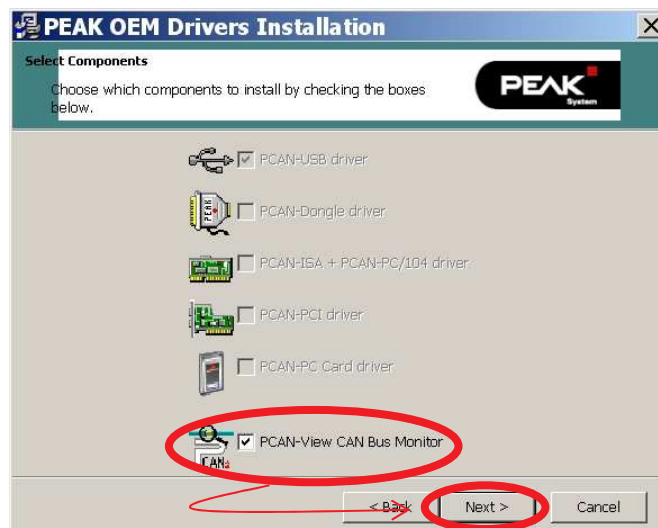 PEAK OEM Drivers Installation
Select Components
Choose which components to install by checking the boxes
below.
PEAK
System
PCAN-USB driver
PEAK
PCAN-Dongle driver
PCAN-ISA + PCAN-PC/104 driver
PCAN-PCI driver
PCAN-PC Card driver
PCAN-View CAN Bus Monitor
CAN
< Back
Next >
Cancel